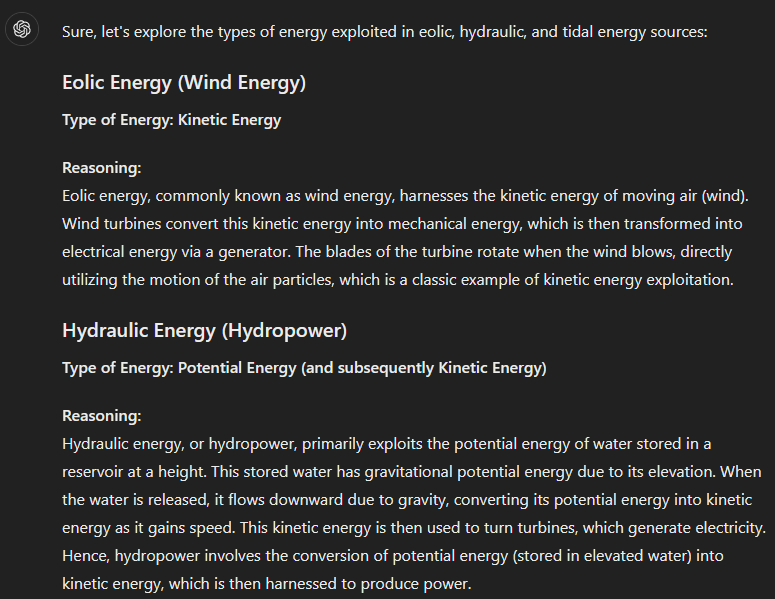 Sure, let's explore the types of energy exploited in eolic, hydraulic, and tidal energy sources:
Eolic Energy (Wind Energy)
Type of Energy: Kinetic Energy
Reasoning:
Eolic energy, commonly known as wind energy, harnesses the kinetic energy of moving air (wind).
Wind turbines convert this kinetic energy into mechanical energy, which is then transformed into
electrical energy via a generator. The blades of the turbine rotate when the wind blows, directly
utilizing the motion of the air particles, which is a classic example of kinetic energy exploitation.
Hydraulic Energy (Hydropower)
Type of Energy: Potential Energy (and subsequently Kinetic Energy)
Reasoning:
Hydraulic energy, or hydropower, primarily exploits the potential energy of water stored in a
reservoir at a height. This stored water has gravitational potential energy due to its elevation. When
the water is released, it flows downward due to gravity, converting its potential energy into kinetic
energy as it gains speed. This kinetic energy is then used to turn turbines, which generate electricity.
Hence, hydropower involves the conversion of potential energy (stored in elevated water) into
kinetic energy, which is then harnessed to produce power.